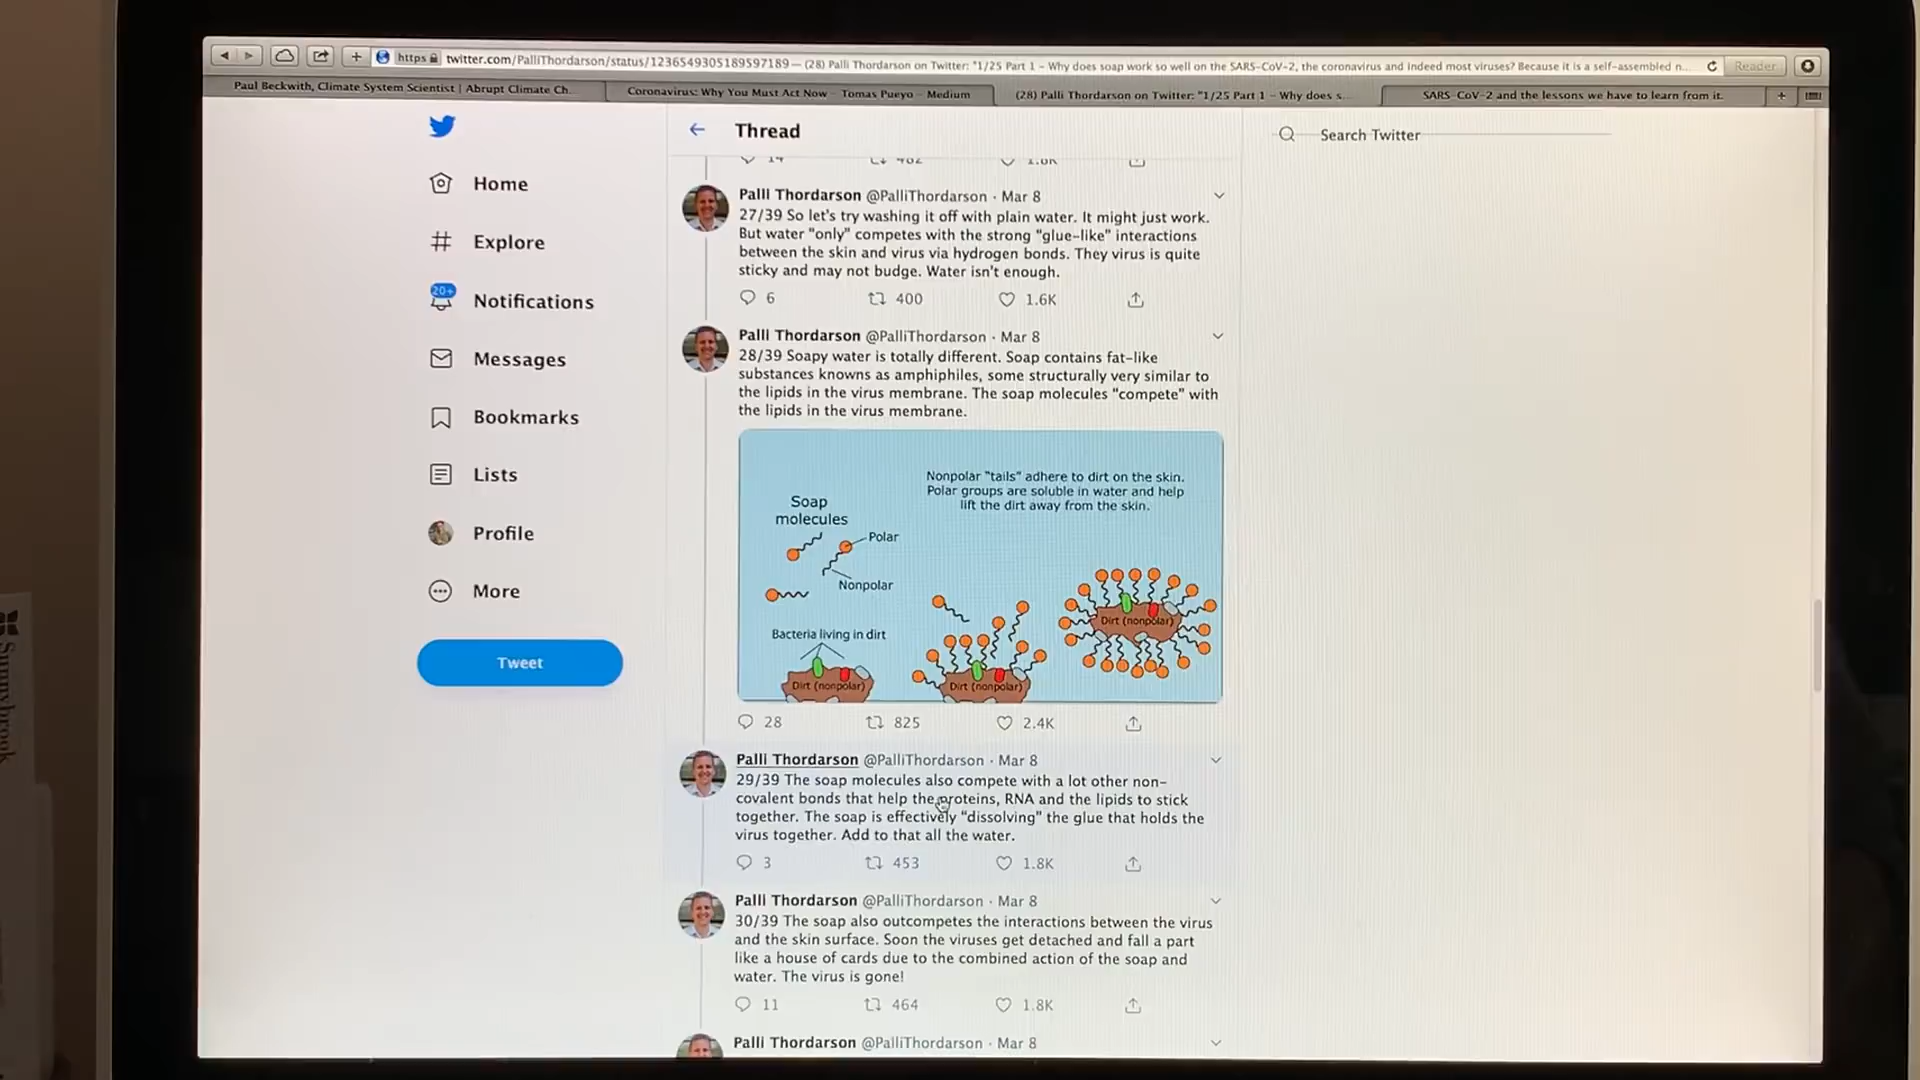 https twitter.com/PalliThordarson/status/1236549305189597189 — (28) Palli Thordarson on Twitter: "1/25 Part 1 - Why does soap work so well on the SARS-CoV-2, the coronavirus and indeed most viruses? Because it is a self-assembled n... Reader
Paul Beckwith, Climate System Scientist | Abrupt Climate Ch...
Coronavirus: Why You Must Act Now - Tomas Pueyo - Medium
(28) Palli Thordarson on Twitter: "1/25 Part 1 - Why does s...
SARS-CoV-2 and the lessons we have to learn from it.
Thread
Search Twitter
Home
Explore
20+
Notifications
Messages
Bookmarks
Lists
Profile
More
Tweet
14 482 1.6K
Palli Thordarson @PalliThordarson · Mar 8
27/39 So let's try washing it off with plain water. It might just work.
But water "only" competes with the strong "glue-like" interactions
between the skin and virus via hydrogen bonds. They virus is quite
sticky and may not budge. Water isn't enough.
6 400 1.6K
Palli Thordarson @PalliThordarson · Mar 8
28/39 Soapy water is totally different. Soap contains fat-like
substances knowns as amphiphiles, some structurally very similar to
the lipids in the virus membrane. The soap molecules "compete" with
the lipids in the virus membrane.
Nonpolar "tails" adhere to dirt on the skin.
Polar groups are soluble in water and help
lift the dirt away from the skin.
Soap
molecules
Polar
Nonpolar
Bacteria living in dirt
Dirt (nonpolar)
Dirt (nonpolar)
Dirt (nonpolar)
28 825 2.4K
Palli Thordarson @PalliThordarson · Mar 8
29/39 The soap molecules also compete with a lot other non-
covalent bonds that help the proteins, RNA and the lipids to stick
together. The soap is effectively "dissolving" the glue that holds the
virus together. Add to that all the water.
3 453 1.8K
Palli Thordarson @PalliThordarson · Mar 8
30/39 The soap also outcompetes the interactions between the virus
and the skin surface. Soon the viruses get detached and fall a part
like a house of cards due to the combined action of the soap and
water. The virus is gone!
11 464 1.8K
Palli Thordarson @PalliThordarson · Mar 8
Sunnybrook